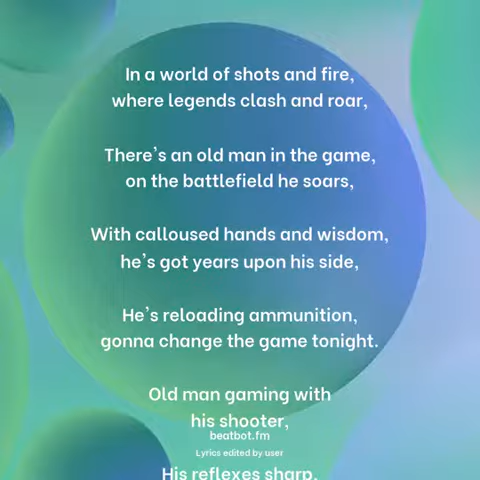 In a world of shots and fire,
where legends clash and roar,
There's an old man in the game,
on the battlefield he soars,
With calloused hands and wisdom,
he's got years upon his side,
He's reloading ammunition,
gonna change the game tonight.
Old man gaming with
his shooter,
beatbot.fm
Lyrics edited by user
His reflexes sharp,